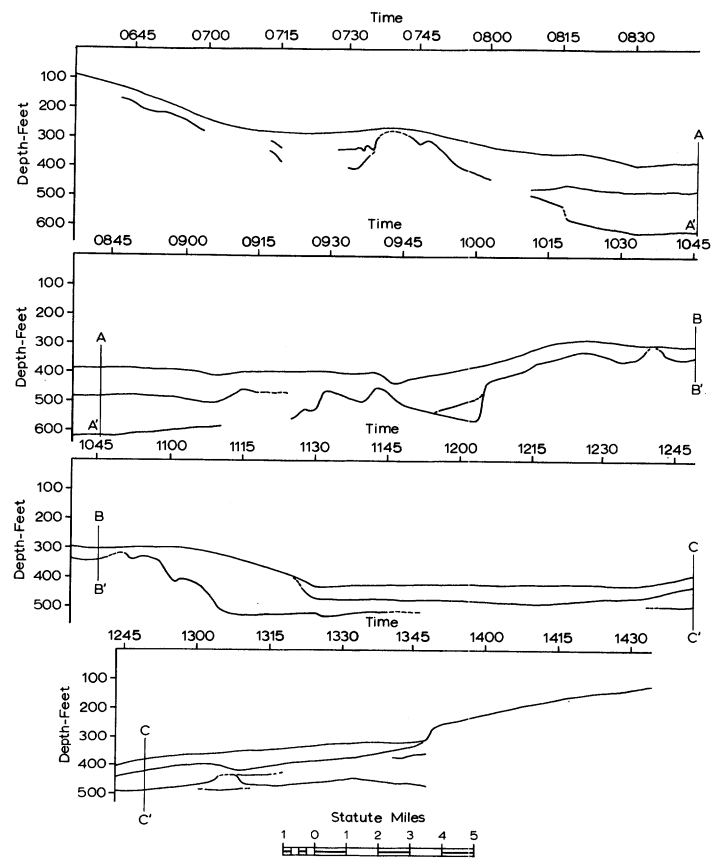 Time
0645 0700 0715 0730 0745 0800 0815 0830
100
200
300
400
500
600
Depth-Feet
A
A'
Time
0845 0900 0915 0930 0945 1000 1015 1030 1045
100
200
300
400
500
600
Depth-Feet
A
A'
B
B'
Time
1045 1100 1115 1130 1145 1200 1215 1230 1245
100
200
300
400
500
Depth-Feet
B
B'
C
C'
Time
1245 1300 1315 1330 1345 1400 1415 1430
100
200
300
400
500
Depth-Feet
C
C'
Statute Miles
1 0 1 2 3 4 5